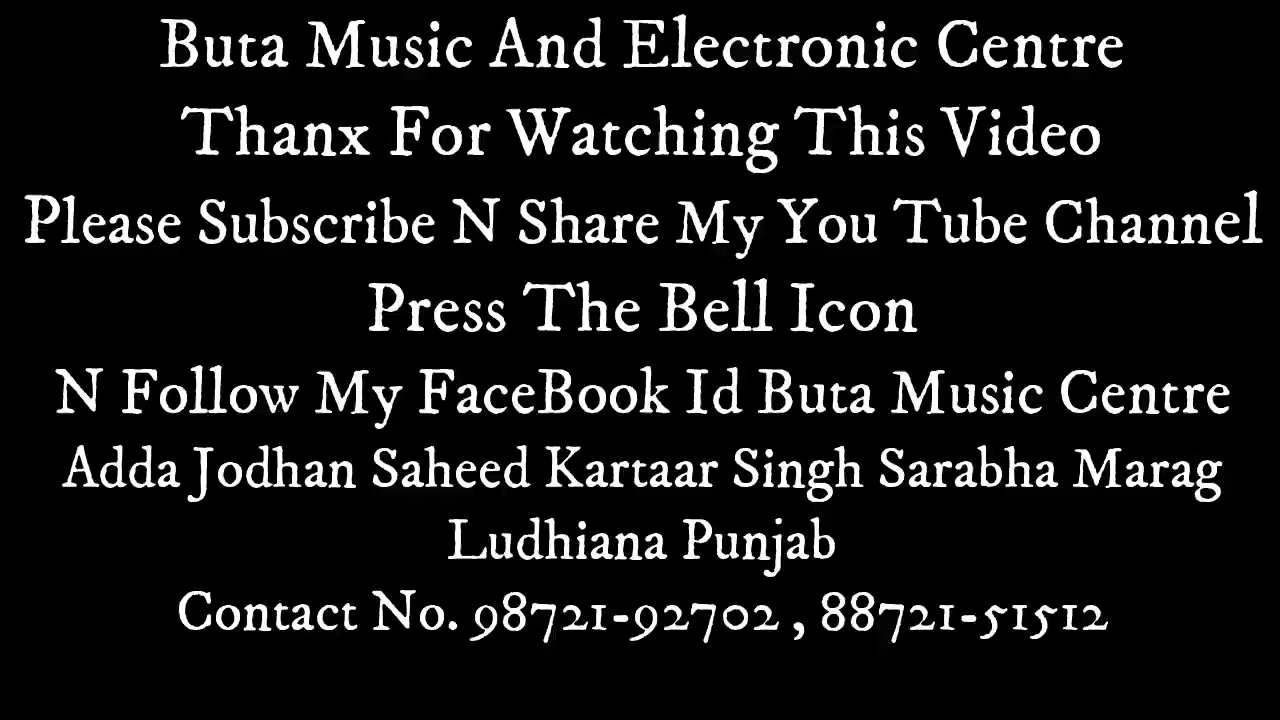 Buta Music And Electronic Centre
Thanx For Watching This Video
Please Subscribe N Share My You Tube Channel
Press The Bell Icon
N Follow My FaceBook Id Buta Music Centre
Adda Jodhan Saheed Kartaar Singh Sarabha Marag
Ludhiana Punjab
Contact No. 98721-92702 , 88721-51512